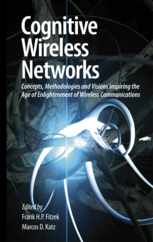 Cognitive
Wireless
Networks
Concepts, Methodologies and Visions Inspiring the
Age of Enlightenment of Wireless Communications
Edited by
Frank H.P. Fitzek
Marcos D. Katz